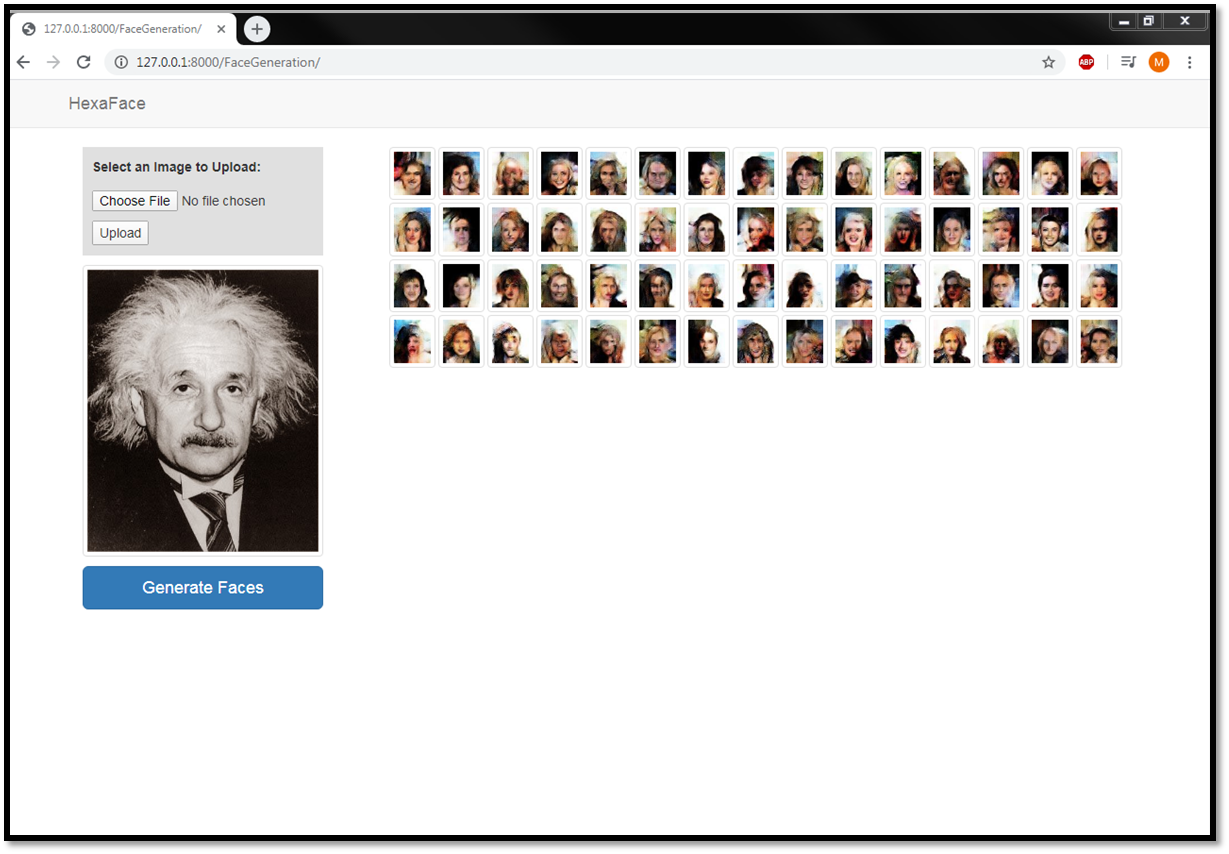 127.0.0.1:8000/FaceGeneration/
127.0.0.1:8000/FaceGeneration/
ABP
M
HexaFace
Select an Image to Upload:
Choose File No file chosen
Upload
Generate Faces